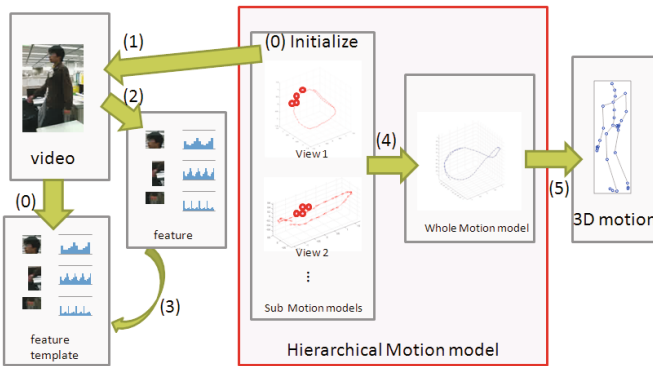 (1)
(0) Initialize
(2)
video
View 1
(4)
(0)
feature
View 2
⋮
Whole Motion model
(5)
3D motion
(3)
Sub Motion models
feature
template
Hierarchical Motion model